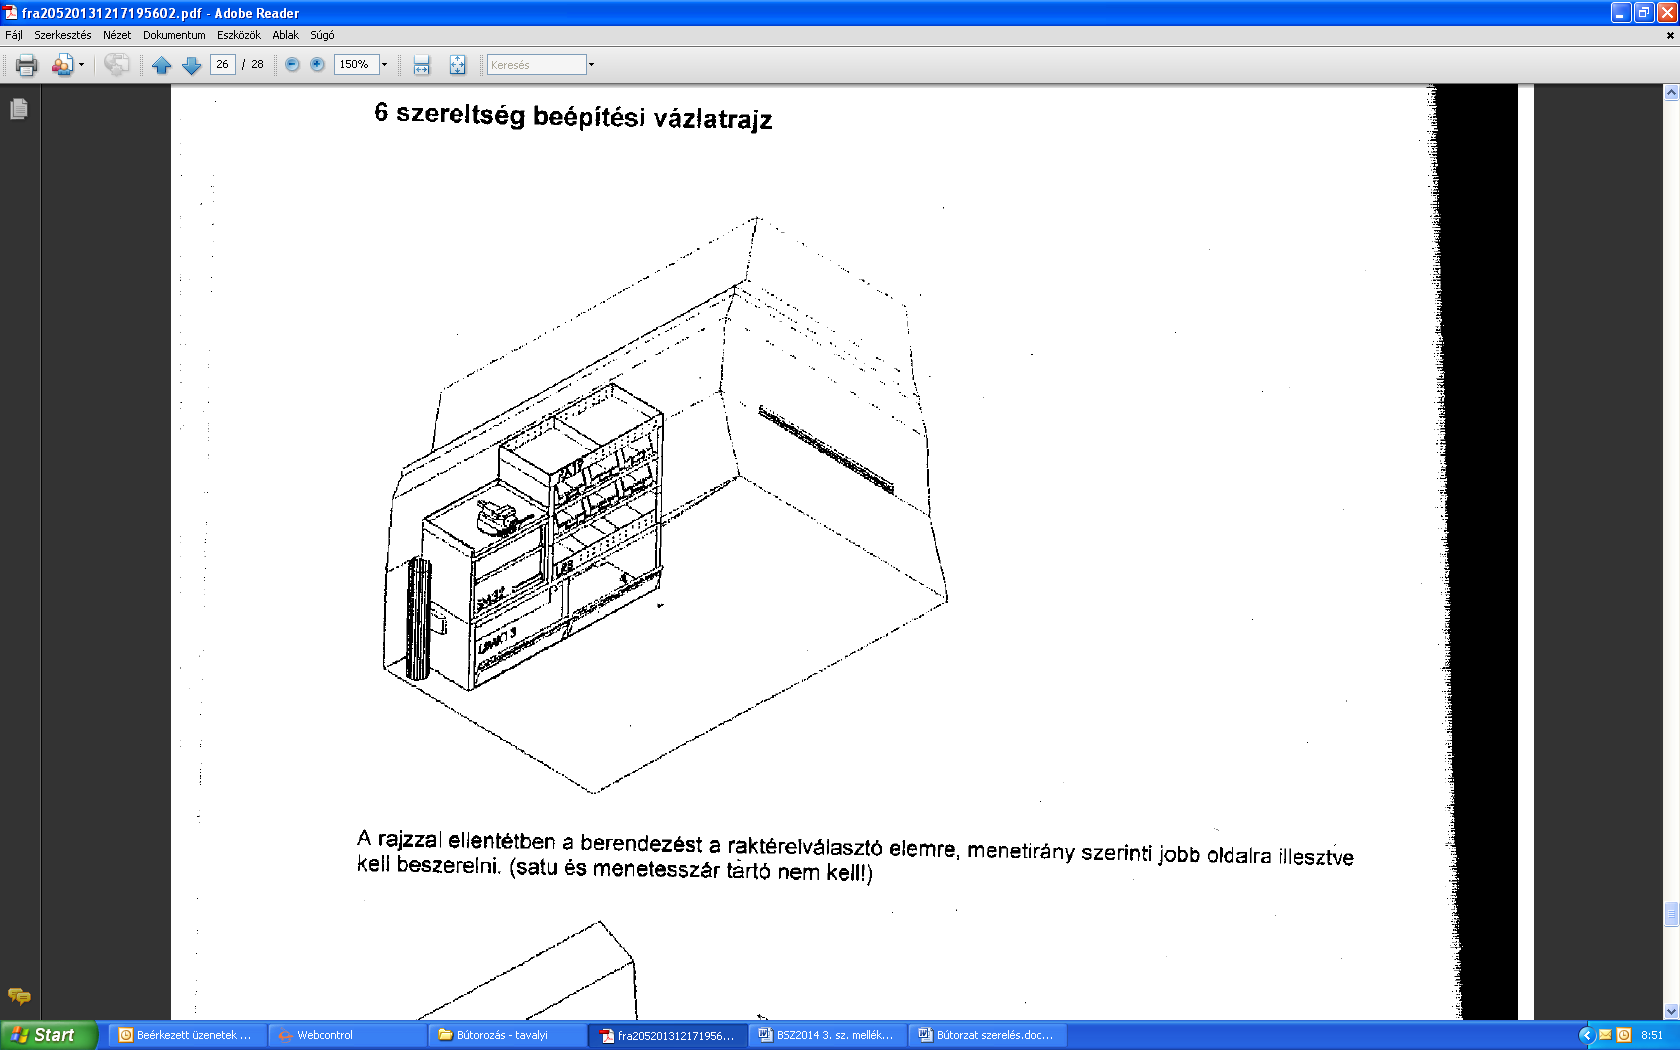 fra20520131217195602.pdf - Adobe Reader
Fájl Szerkesztés Nézet Dokumentum Eszközök Ablak Súgó
26 / 28 150% Keresés
6 szereltség beépítési vázlatrajz
A rajzzal ellentétben a berendezést a raktérelválasztó elemre, menetirány szerinti jobb oldalra illesztve
kell beszerelni. (satu és menetesszár tartó nem kell!)
Start Beérkezett üzenetek ... Webcontrol Bútorozás - tavalyi fra205201312171956... BSZ2014 3. sz. mellék... Bútorzat szerelés.doc... 8:51